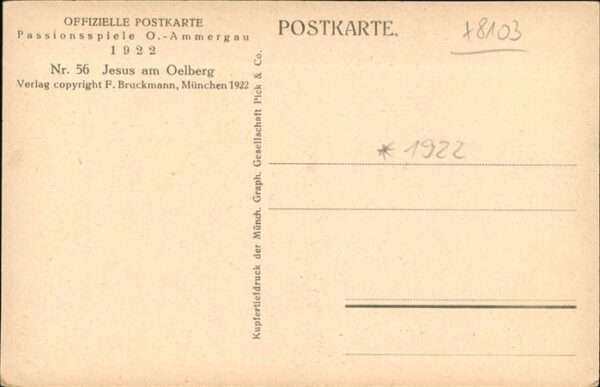 OFFIZIELLE POSTKARTE
Passionsspiele O.-Ammergau
1922
Nr. 56 Jesus am Oelberg
Verlag copyright F. Bruckmann, München 1922
Kupfertiefdruck der Münch. Graph. Gesellschaft Pick & Co.
POSTKARTE.
x8103
* 1922